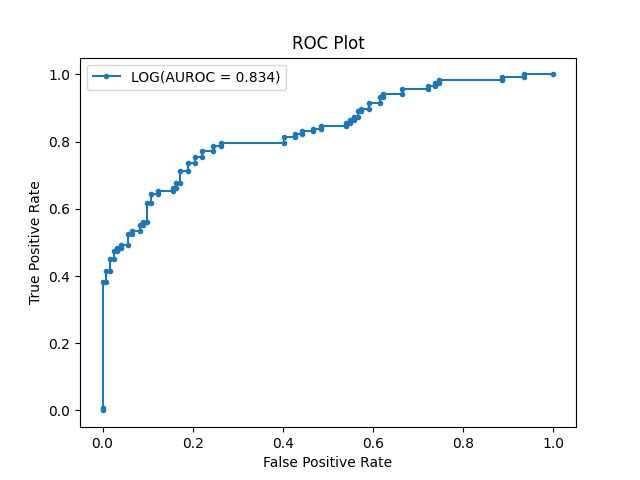 ROC Plot
LOG(AUROC = 0.834)
True Positive Rate
1.0
0.8
0.6
0.4
0.2
0.0
0.0 0.2 0.4 0.6 0.8 1.0
False Positive Rate